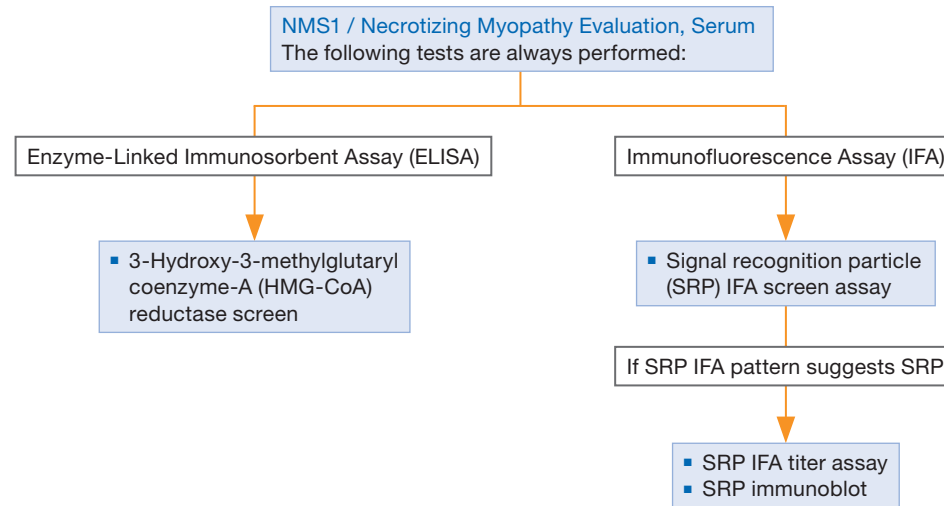 NMS1 / Necrotizing Myopathy Evaluation, Serum
The following tests are always performed:
Enzyme-Linked Immunosorbent Assay (ELISA)
Immunofluorescence Assay (IFA)
▪ 3-Hydroxy-3-methylglutaryl
coenzyme-A (HMG-CoA)
reductase screen
▪ Signal recognition particle
(SRP) IFA screen assay
If SRP IFA pattern suggests SRP
▪ SRP IFA titer assay
▪ SRP immunoblot